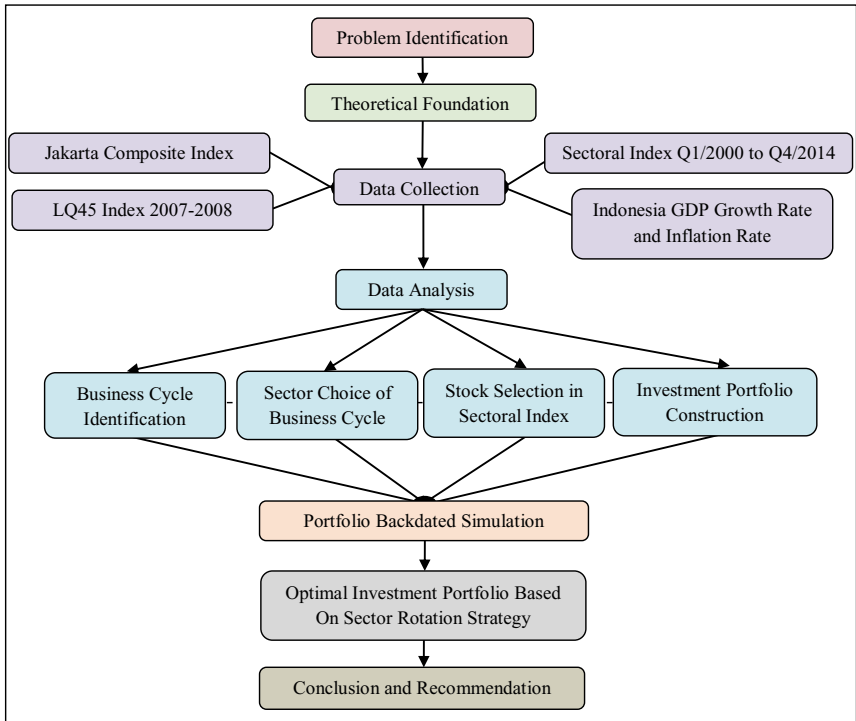 Problem Identification
Theoretical Foundation
Jakarta Composite Index
Sectoral Index Q1/2000 to Q4/2014
Data Collection
LQ45 Index 2007-2008
Indonesia GDP Growth Rate
and Inflation Rate
Data Analysis
Business Cycle
Identification
Sector Choice of
Business Cycle
Stock Selection in
Sectoral Index
Investment Portfolio
Construction
Portfolio Backdated Simulation
Optimal Investment Portfolio Based
On Sector Rotation Strategy
Conclusion and Recommendation